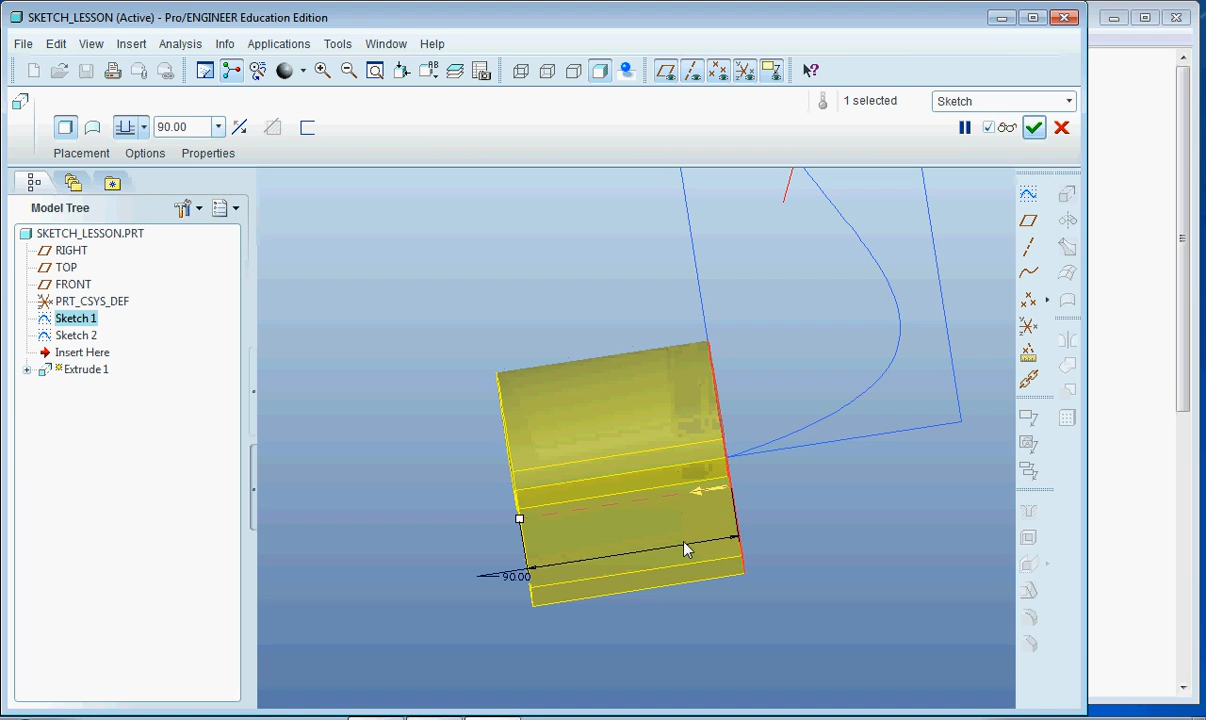 SKETCH_LESSON (Active) - Pro/ENGINEER Education Edition
File Edit View Insert Analysis Info Applications Tools Window Help
1 selected Sketch
90.00
Placement Options Properties
Model Tree
SKETCH_LESSON.PRT
RIGHT
TOP
FRONT
PRT_CSYS_DEF
Sketch 1
Sketch 2
Insert Here
Extrude 1
90.00